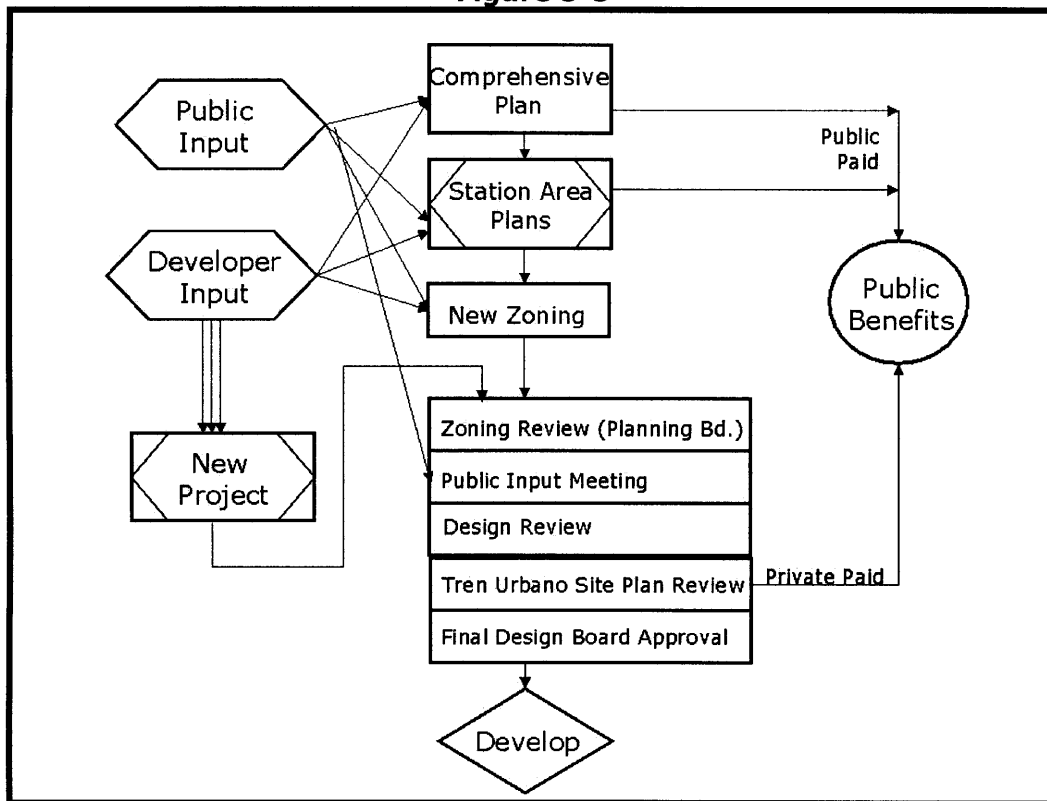 Comprehensive
Plan
Public
Input
Public
Paid
Station Area
Plans
Developer
Input
Public
Benefits
New Zoning
Zoning Review (Planning Bd.)
New
Project
Public Input Meeting
Design Review
Tren Urbano Site Plan Review
Private Paid
Final Design Board Approval
Develop